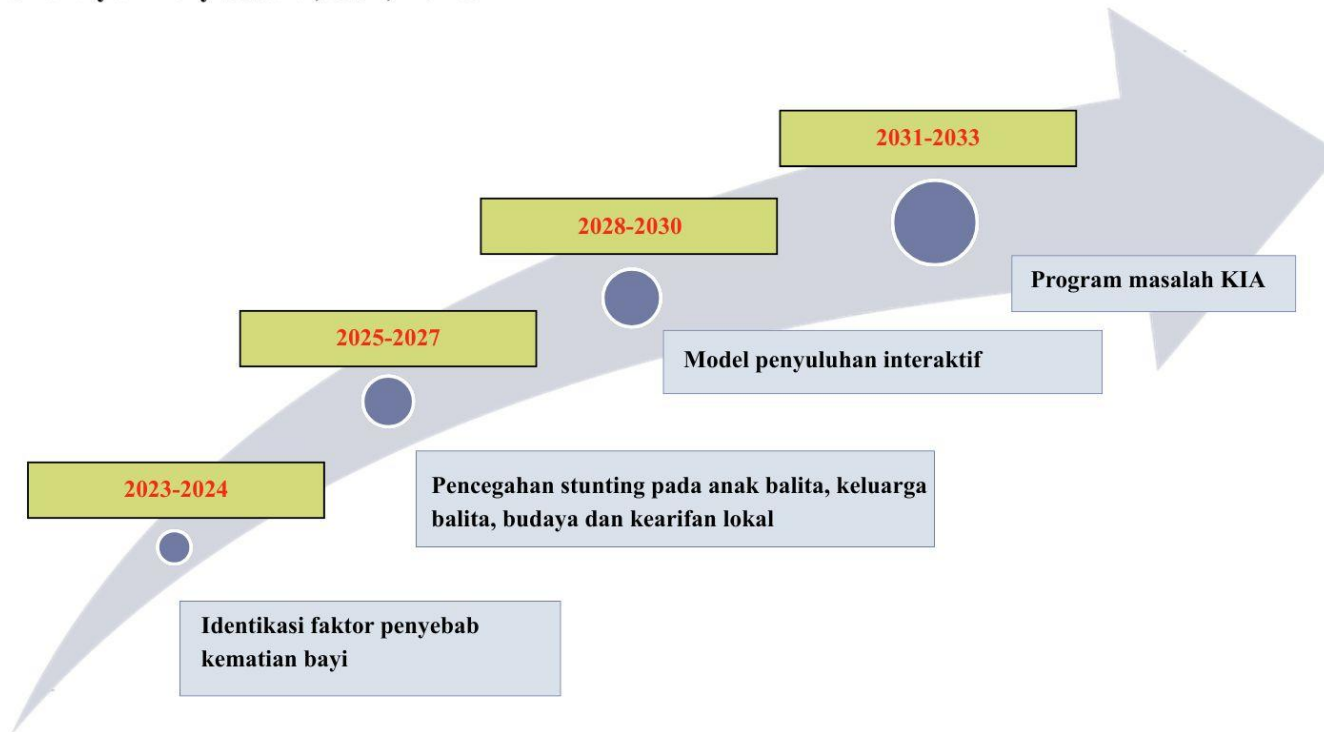 2023-2024
Identikasi faktor penyebab
kematian bayi
2025-2027
Pencegahan stunting pada anak balita, keluarga
balita, budaya dan kearifan lokal
2028-2030
Model penyuluhan interaktif
2031-2033
Program masalah KIA